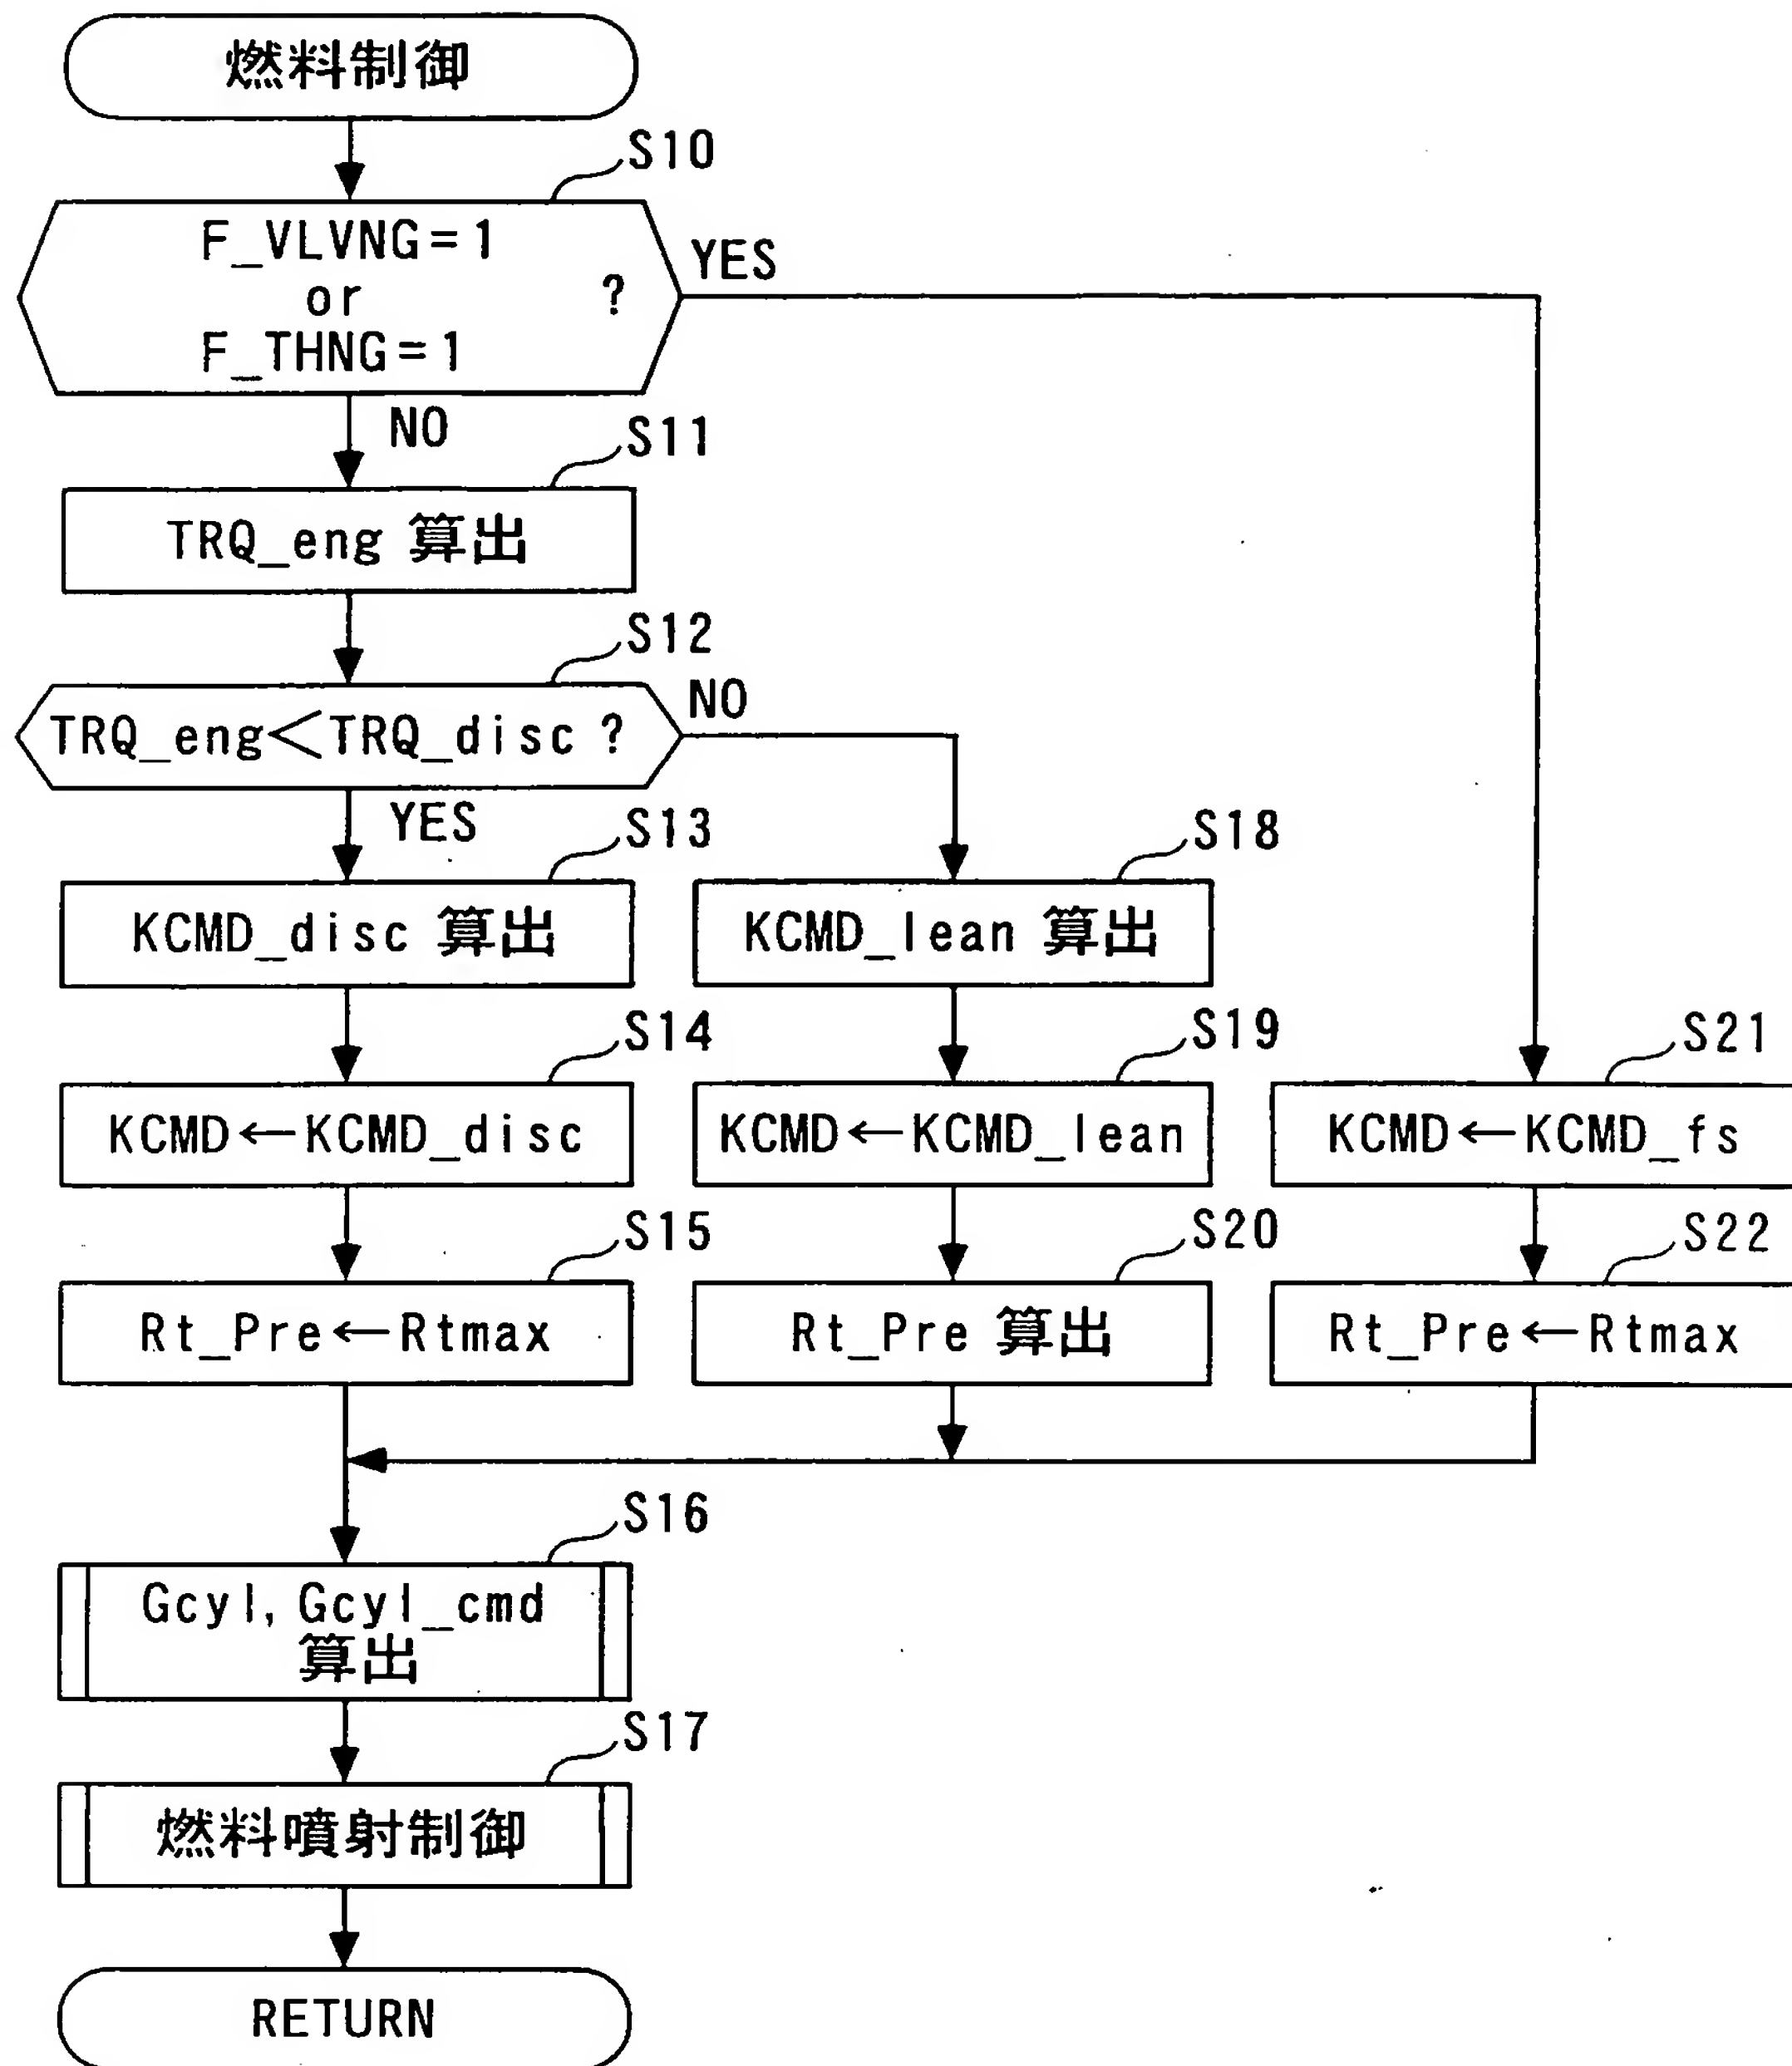 燃料制御
S10
F_VLVNG=1
or
?
F_THNG=1
YES
NO
S11
TRQ_eng 算出
S12
TRQ_eng<TRQ_disc ?
NO
YES
S13
KCMD_disc 算出
S18
KCMD_lean 算出
S14
KCMD←KCMD_disc
S19
KCMD←KCMD_lean
S21
KCMD←KCMD_fs
S15
Rt_Pre←Rtmax
S20
Rt_Pre 算出
S22
Rt_Pre←Rtmax
S16
Gcyl, Gcyl_cmd
算出
S17
燃料噴射制御
RETURN